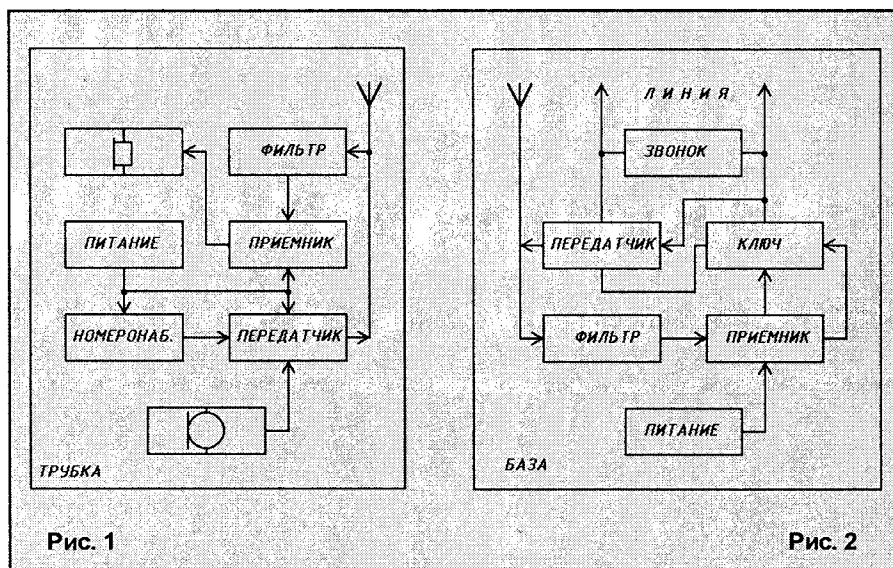 ФИЛЬТР
ПИТАНИЕ
ПРИЕМНИК
НОМЕРОНАБ.
ПЕРЕДАТЧИК
ТРУБКА
Рис. 1
ЛИНИЯ
ЗВОНОК
ПЕРЕДАТЧИК
КЛЮЧ
ФИЛЬТР
ПРИЕМНИК
ПИТАНИЕ
БАЗА
Рис. 2